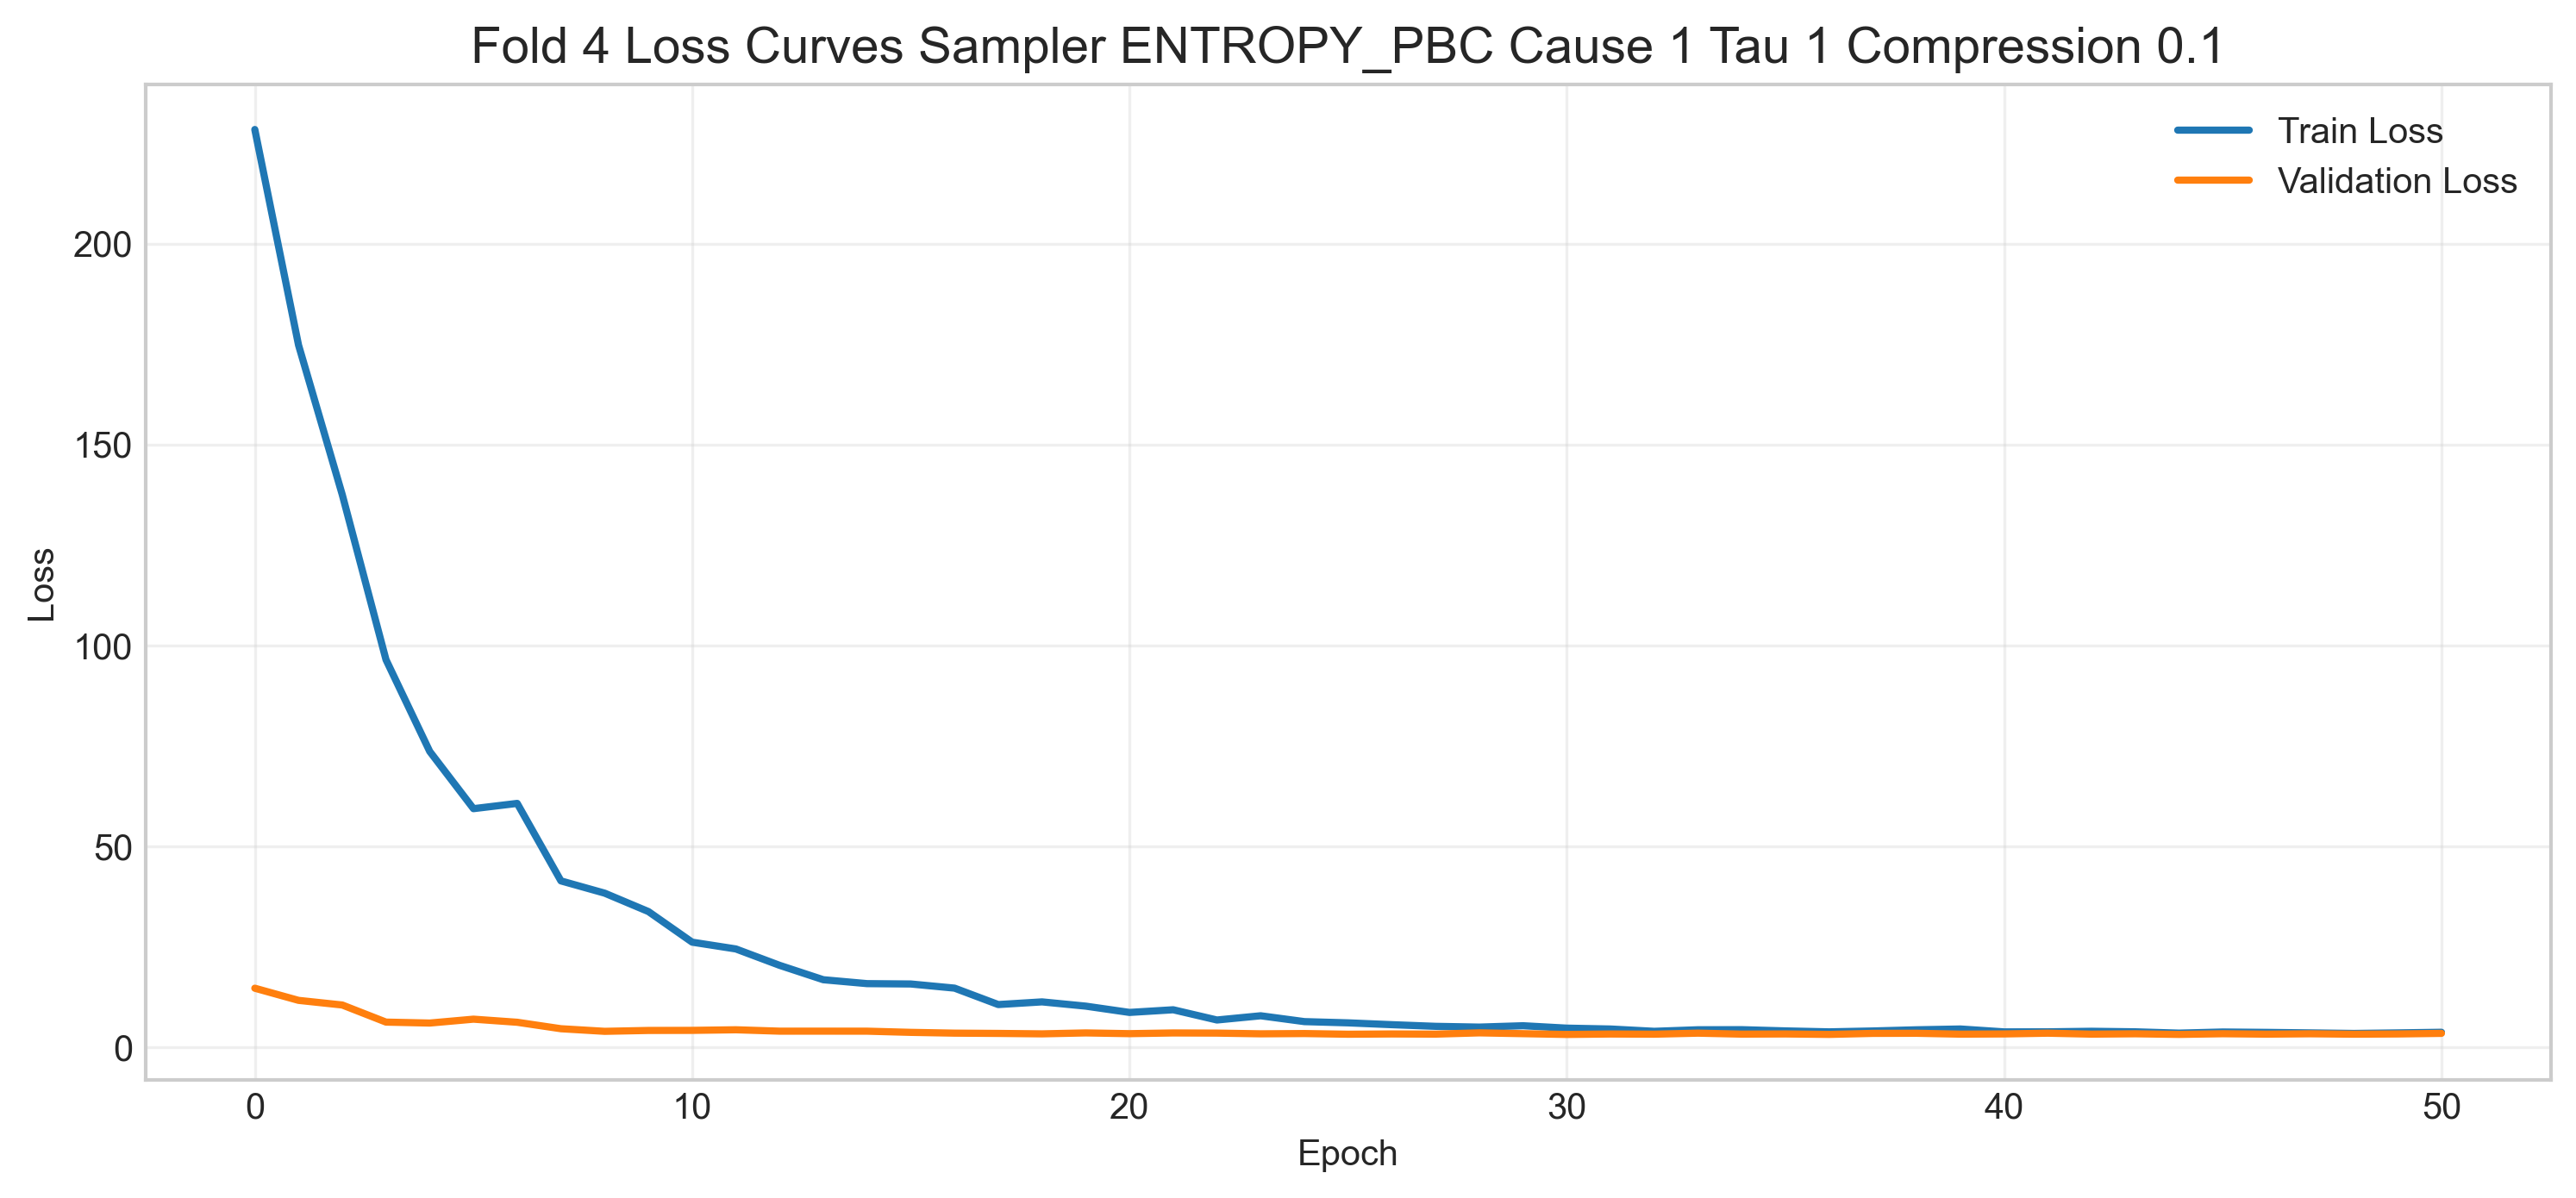 Fold 4 Loss Curves Sampler ENTROPY_PBC Cause 1 Tau 1 Compression 0.1
Train Loss
Validation Loss
Loss
200
150
100
50
0
0 10 20 30 40 50
Epoch